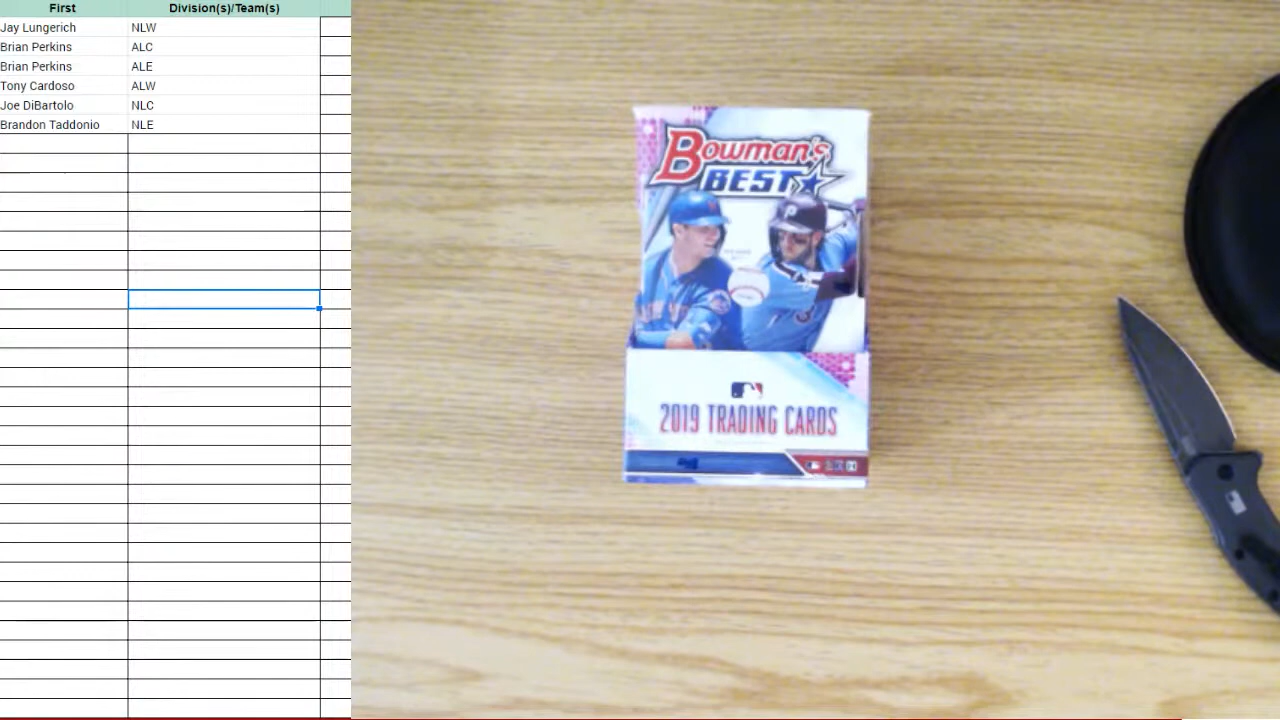 First Division(s)/Team(s)
Jay Lungerich NLW
Brian Perkins ALC
Brian Perkins ALE
Tony Cardoso ALW
Joe DiBartolo NLC
Brandon Taddonio NLE
Bowman's
BEST
P
3
2019 TRADING CARDS